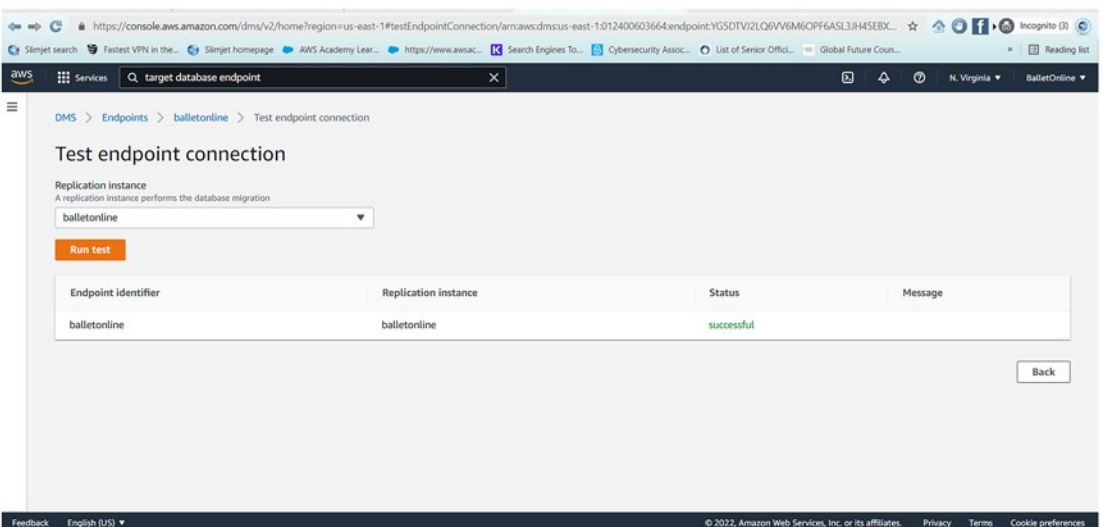 https://console.aws.amazon.com/dms/v2/home?region=us-east-1#testEndpointConnection/arn:aws:dms:us-east-1:012400603664:endpoint:YG5DTVJ2LQ6VV6M6OPF6ASL3JH45EBX... Incognito (3)
Slimjet search Fastest VPN in the... Slimjet homepage AWS Academy Lear... https://www.awsac... Search Engines To... Cybersecurity Assoc... List of Senior Offici... Global Future Coun... » Reading list
aws Services target database endpoint N. Virginia BalletOnline
DMS > Endpoints > balletonline > Test endpoint connection
Test endpoint connection
Replication instance
A replication instance performs the database migration
balletonline
Run test
Endpoint identifier Replication instance Status Message
balletonline balletonline successful
Back
Feedback English (US) © 2022, Amazon Web Services, Inc. or its affiliates. Privacy Terms Cookie preferences